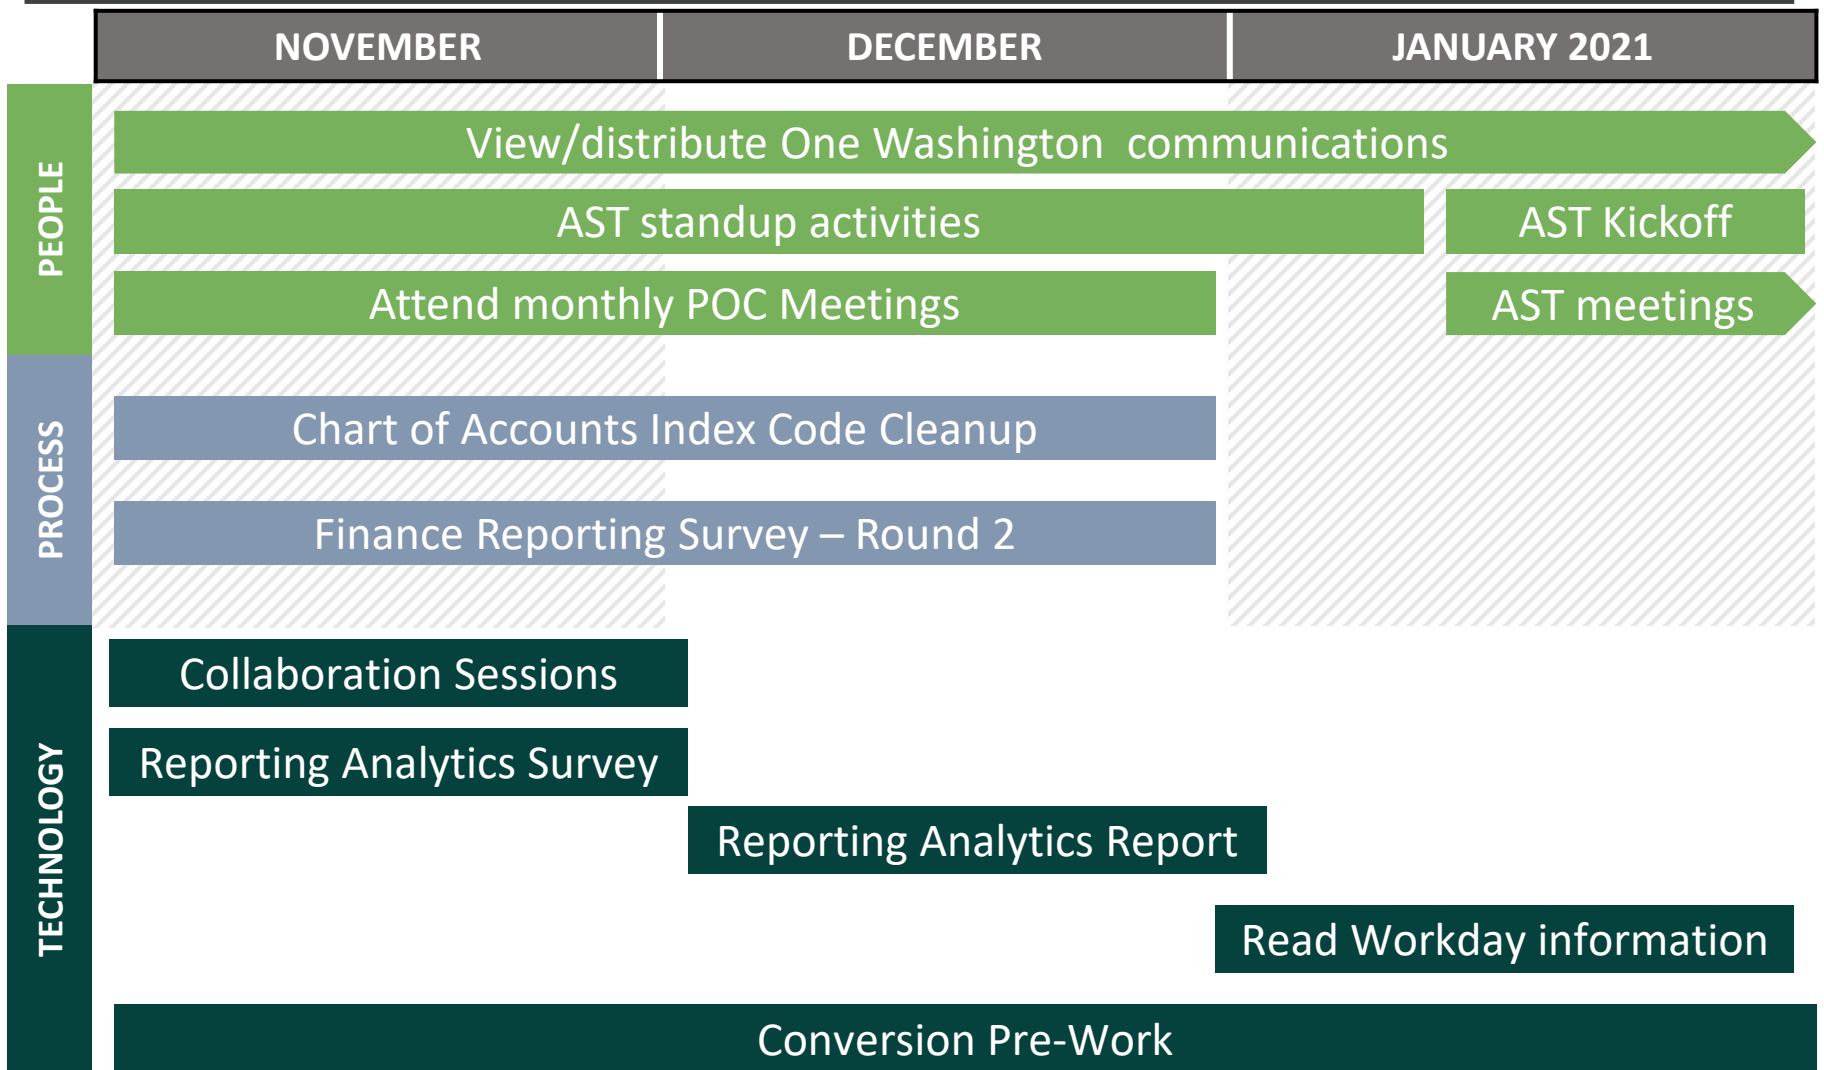 NOVEMBER
DECEMBER
JANUARY 2021
PEOPLE
View/distribute One Washington  communications
AST standup activities
AST Kickoff
Attend monthly POC Meetings
AST meetings
PROCESS
Chart of Accounts Index Code Cleanup
Finance Reporting Survey – Round 2
TECHNOLOGY
Collaboration Sessions
Reporting Analytics Survey
Reporting Analytics Report
Read Workday information
Conversion Pre-Work